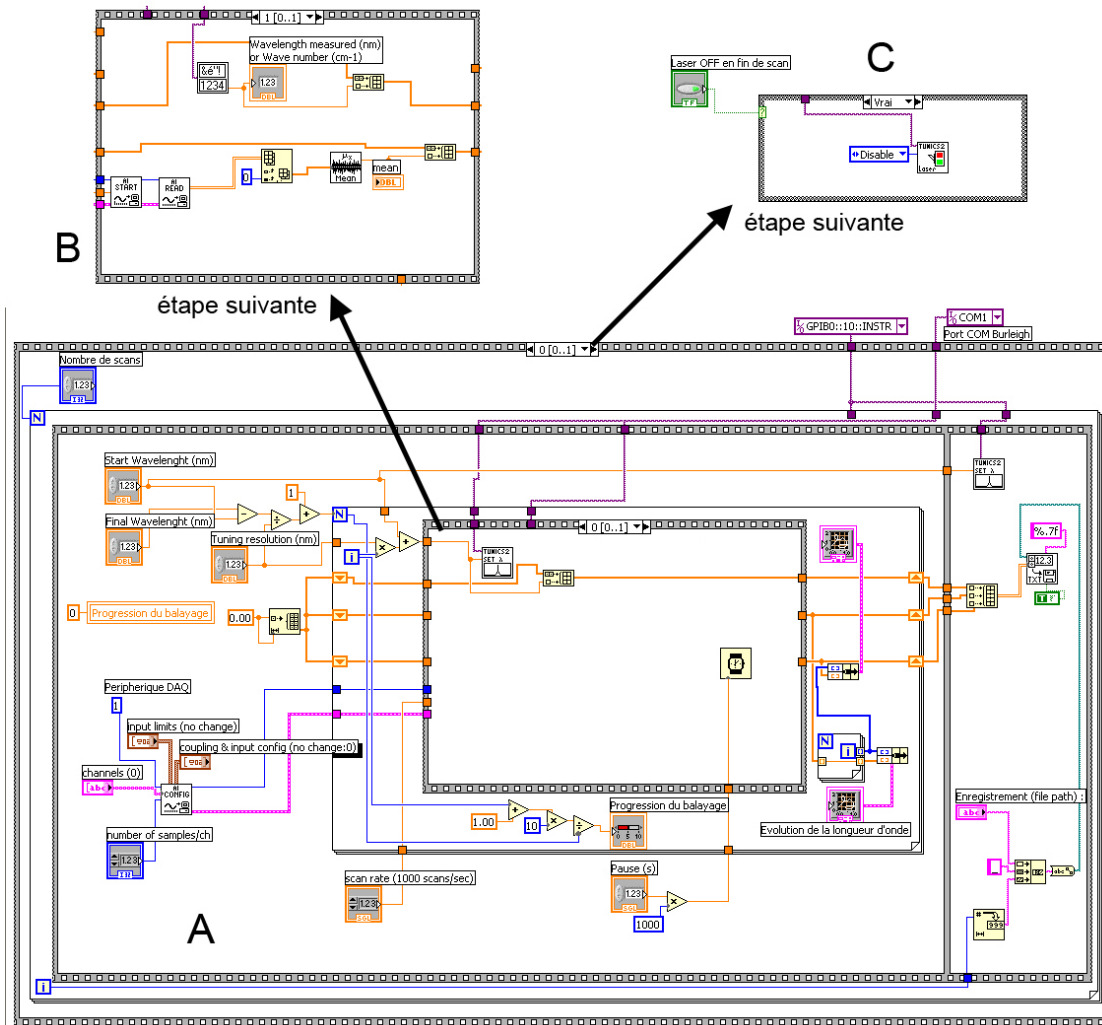 1 [0..1]
Wavelength measured (nm)
or Wave number (cm-1)
&é"!
1234
1.23
DBL
B
AI
START
AI
READ
0
Mean
mean
DBL
étape suivante
C
Laser OFF en fin de scan
TF
?
Vrai
Disable
TUNICS2
Laser
étape suivante
GPIB0::10::INSTR
COM1
Port COM Burleigh
0 [0..1]
Nombre de scans
1.23
N
Start Wavelenght (nm)
1.23
DBL
1
Final Wavelenght (nm)
1.23
DBL
Tuning resolution (nm)
1.23
DBL
N
i
0 [0..1]
TUNICS2
SET λ
TUNICS2
SET λ
%.7f
12.3
TXT
T F
0
Progression du balayage
0.00
Peripherique DAQ
1
input limits (no change)
coupling & input config (no change:0)
channels (0)
abc
AI
CONFIG
number of samples/ch
1.23
N
i
Evolution de la longueur d'onde
1.00
10
Progression du balayage
0 5 10
DBL
scan rate (1000 scans/sec)
1.23
Pause (s)
1.23
1000
Enregistrement (file path) :
abc
_
abc
#
999
A
i